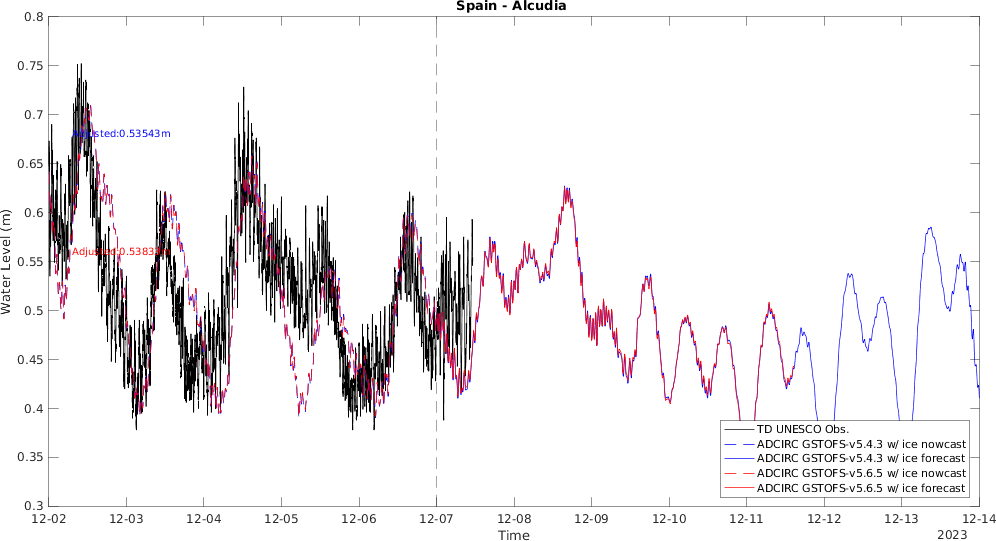 Spain - Alcudia
0.8
0.75
0.7
0.65
0.6
0.55
0.5
0.45
0.4
0.35
0.3
Water Level (m)
Adjusted:0.53543m
TD UNESCO Obs.
ADCIRC GSTOFS-v5.4.3 w/ ice nowcast
ADCIRC GSTOFS-v5.4.3 w/ ice forecast
ADCIRC GSTOFS-v5.6.5 w/ ice nowcast
ADCIRC GSTOFS-v5.6.5 w/ ice forecast
12-02 12-03 12-04 12-05 12-06 12-07 12-08 12-09 12-10 12-11 12-12 12-13 12-14
Time
2023